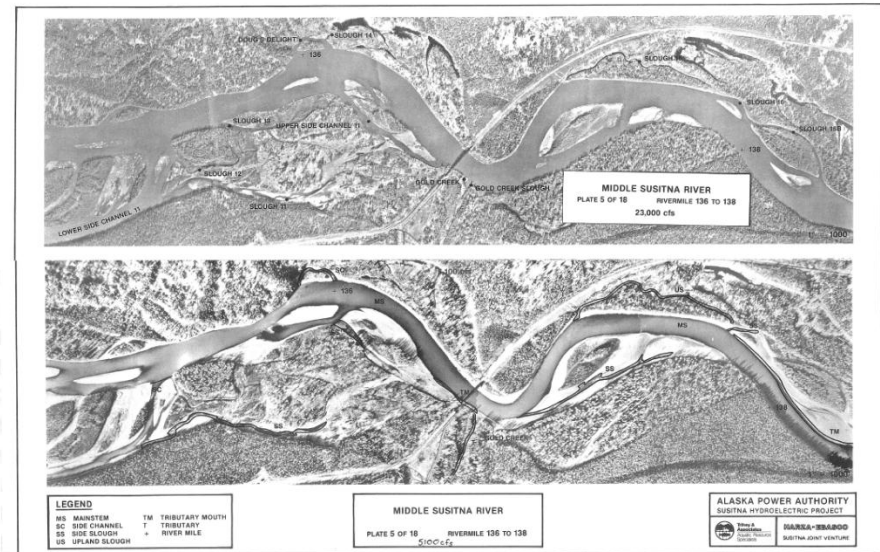 DOUG'S DELIGHT
SLOUGH 14
138
SLOUGH 16
SLOUGH 10
UPPER SIDE CHANNEL 11
SLOUGH 16B
138
SLOUGH 12
GOLD CREEK
GOLD CREEK SLOUGH
SLOUGH 11
LOWER SIDE CHANNEL 11
MIDDLE SUSITNA RIVER
PLATE 5 OF 18 RIVERMILE 136 TO 138
23,000 cfs
1000
SC
+ 136
MS
US
MS
SS
TM
SC
138
SS
GOLD CREEK
TM
1000
LEGEND
MS MAINSTEM TM TRIBUTARY MOUTH
SC SIDE CHANNEL T TRIBUTARY
SS SIDE SLOUGH + RIVER MILE
US UPLAND SLOUGH
MIDDLE SUSITNA RIVER
PLATE 5 OF 18 RIVERMILE 136 TO 138
5100 cfs
ALASKA POWER AUTHORITY
SUSITNA HYDROELECTRIC PROJECT
HARZA-EBASCO
SUSITNA JOINT VENTURE